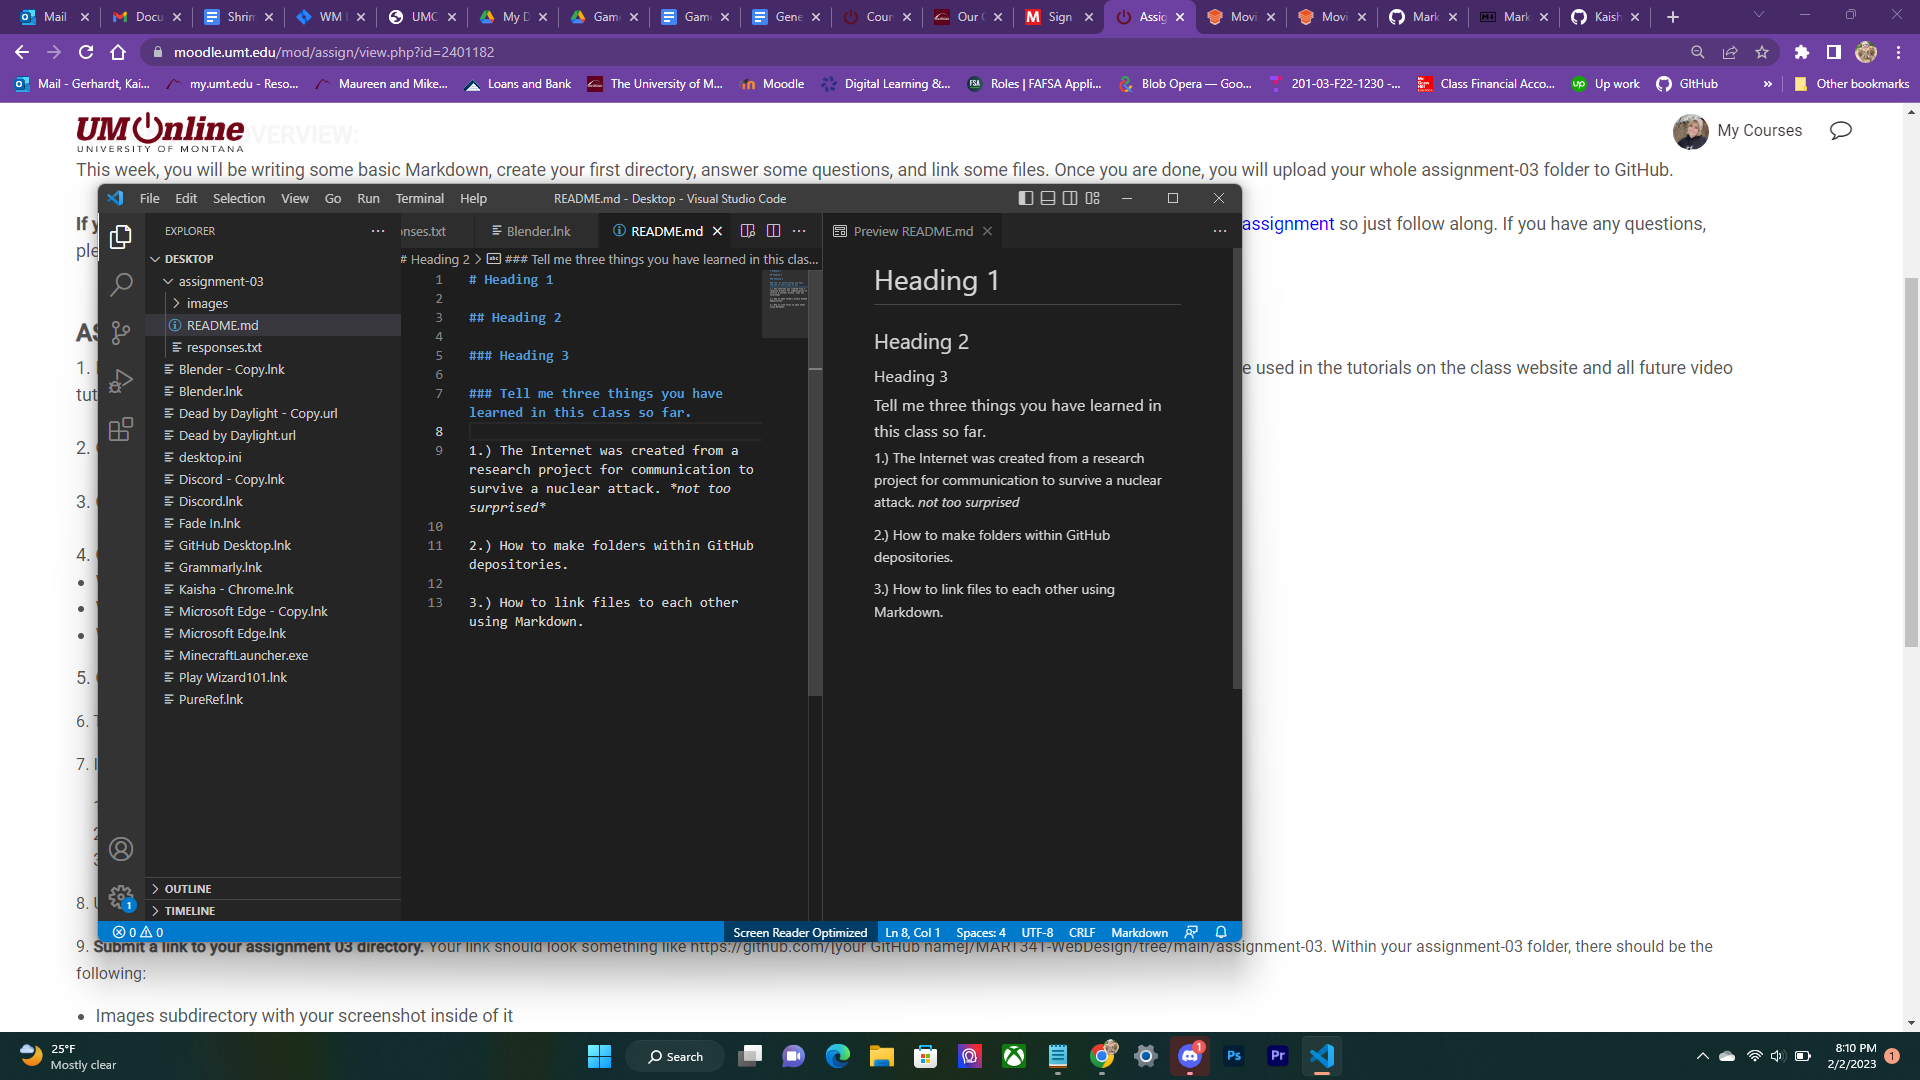 Mail
Docu
Shrin
WM
UMC
My D
Gam
Game
Gene
Cour
Our
Sign
Assig
Movi
Movi
Mark
Mark
Kaish
moodle.umt.edu/mod/assign/view.php?id=2401182
Mail - Gerhardt, Kai...
my.umt.edu - Reso...
Maureen and Mike...
Loans and Bank
The University of M...
Moodle
Digital Learning &...
Roles | FAFSA Appli...
Blob Opera — Goo...
201-03-F22-1230 -...
Class Financial Acco...
Up work
GItHub
»
Other bookmarks
UM Online
UNIVERSITY OF MONTANA
OVERVIEW:
My Courses
This week, you will be writing some basic Markdown, create your first directory, answer some questions, and link some files. Once you are done, you will upload your whole assignment-03 folder to GitHub.
File Edit Selection View Go Run Terminal Help
README.md - Desktop - Visual Studio Code
If y
assignment so just follow along. If you have any questions,
ple
EXPLORER
DESKTOP
assignment-03
images
README.md
responses.txt
Blender - Copy.lnk
Blender.lnk
Dead by Daylight - Copy.url
Dead by Daylight.url
desktop.ini
Discord - Copy.lnk
Discord.lnk
Fade In.lnk
GitHub Desktop.lnk
Grammarly.lnk
Kaisha - Chrome.lnk
Microsoft Edge - Copy.lnk
Microsoft Edge.lnk
MinecraftLauncher.exe
Play Wizard101.lnk
PureRef.lnk
OUTLINE
TIMELINE
onses.txt
Blender.lnk
README.md
# Heading 2 > ### Tell me three things you have learned in this clas...
1 # Heading 1
2
3 ## Heading 2
4
5 ### Heading 3
6
7 ### Tell me three things you have
learned in this class so far.
8
9 1.) The Internet was created from a
research project for communication to
survive a nuclear attack. *not too
surprised*
10
11 2.) How to make folders within GitHub
depositories.
12
13 3.) How to link files to each other
using Markdown.
Preview README.md
Heading 1
Heading 2
Heading 3
Tell me three things you have learned in
this class so far.
1.) The Internet was created from a research
project for communication to survive a nuclear
attack. not too surprised
2.) How to make folders within GitHub
depositories.
3.) How to link files to each other using
Markdown.
AS
1.
e used in the tutorials on the class website and all future video
tut
2.
3.
4.
5.
6. T
7. I
8. U
0 0
Screen Reader Optimized
Ln 8, Col 1
Spaces: 4
UTF-8
CRLF
Markdown
1
9. Submit a link to your assignment 03 directory. Your link should look something like https://github.com/[your GitHub name]/MART341-WebDesign/tree/main/assignment-03. Within your assignment-03 folder, there should be the
following:
• Images subdirectory with your screenshot inside of it
25°F
Mostly clear
Search
1
Ps
Pr
8:10 PM
2/2/2023
1